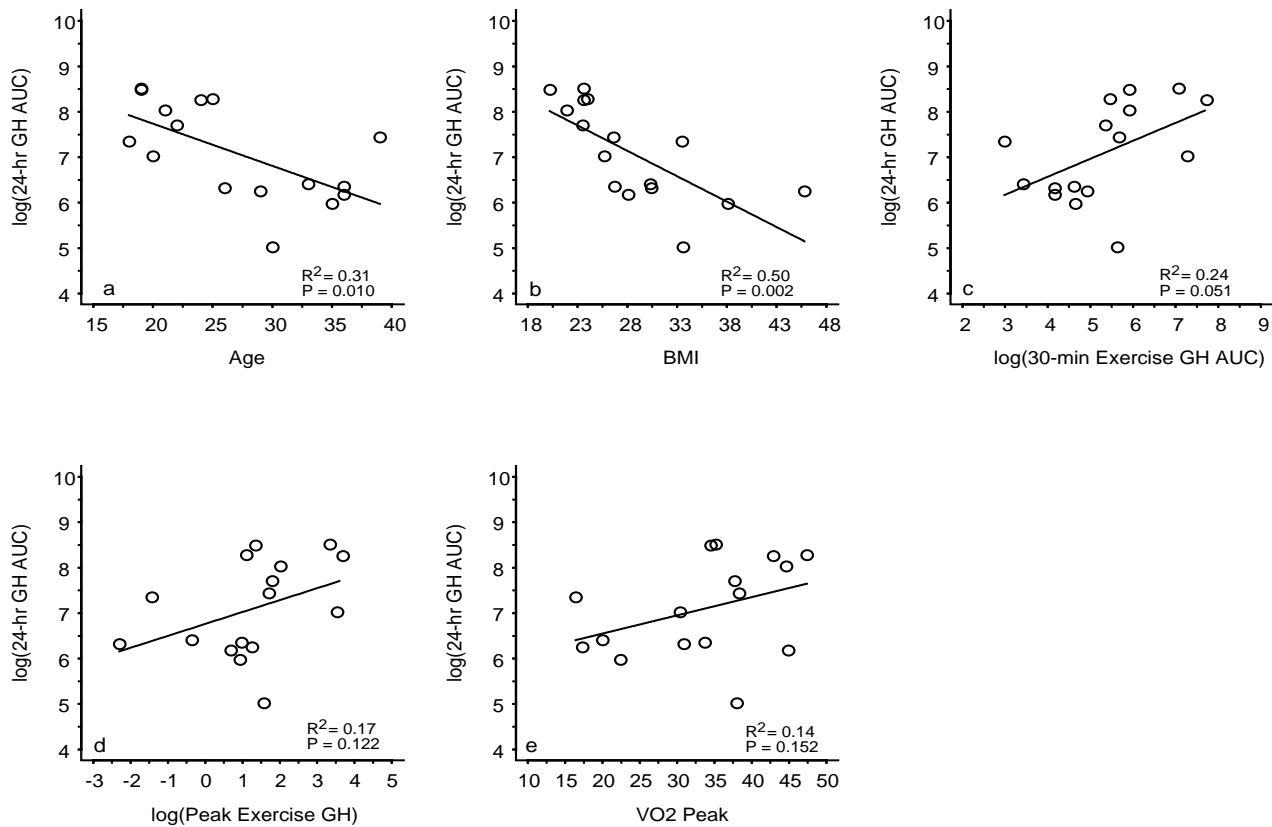 log(24-hr GH AUC)
10
9
8
7
6
5
4
a
R2 = 0.31
P = 0.010
15 20 25 30 35 40
Age
log(24-hr GH AUC)
10
9
8
7
6
5
4
b
R2 = 0.50
P = 0.002
18 23 28 33 38 43 48
BMI
log(24-hr GH AUC)
10
9
8
7
6
5
4
c
R2 = 0.24
P = 0.051
2 3 4 5 6 7 8 9
log(30-min Exercise GH AUC)
log(24-hr GH AUC)
10
9
8
7
6
5
4
d
R2 = 0.17
P = 0.122
-3 -2 -1 0 1 2 3 4 5
log(Peak Exercise GH)
log(24-hr GH AUC)
10
9
8
7
6
5
4
e
R2 = 0.14
P = 0.152
10 15 20 25 30 35 40 45 50
VO2 Peak